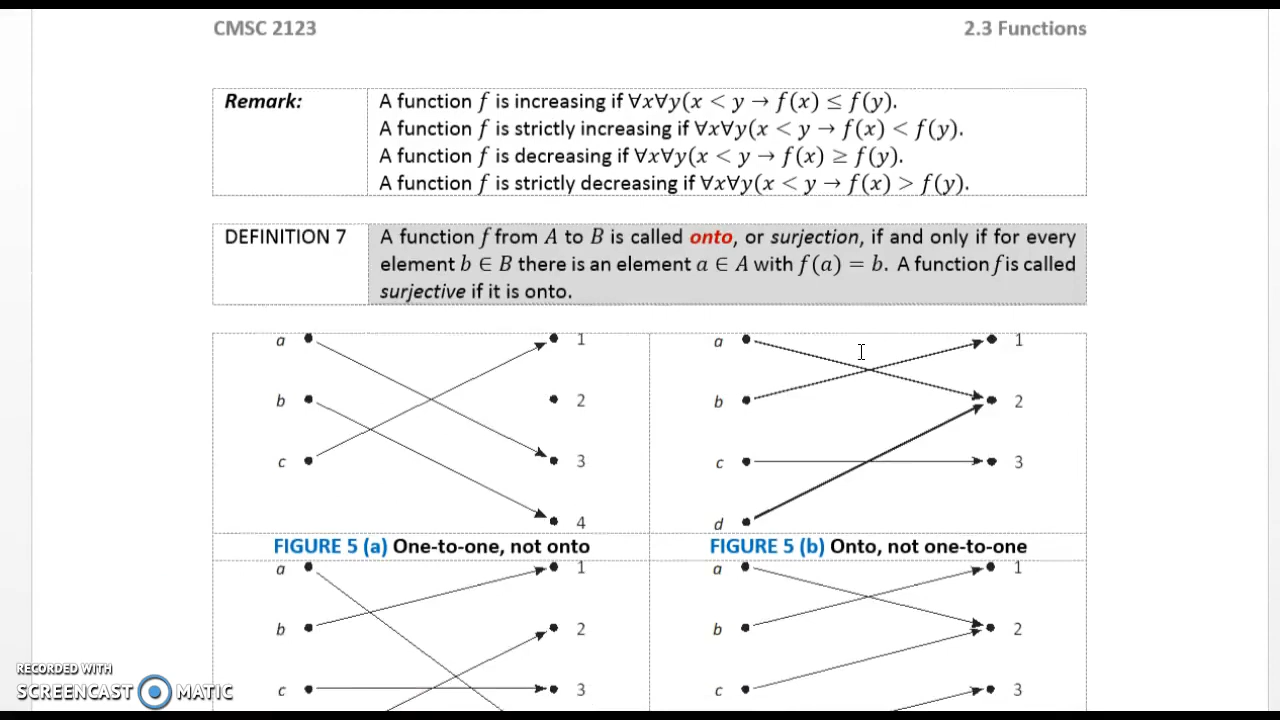 CMSC 2123 2.3 Functions
Remark: A function f is increasing if ∀x∀y(x < y → f(x) ≤ f(y).
A function f is strictly increasing if ∀x∀y(x < y → f(x) < f(y).
A function f is decreasing if ∀x∀y(x < y → f(x) ≥ f(y).
A function f is strictly decreasing if ∀x∀y(x < y → f(x) > f(y).
DEFINITION 7 A function f from A to B is called onto, or surjection, if and only if for every
element b ∈ B there is an element a ∈ A with f(a) = b. A function f is called
surjective if it is onto.
a 1 a 1
b 2 b 2
c 3 c 3
4 d
FIGURE 5 (a) One-to-one, not onto FIGURE 5 (b) Onto, not one-to-one
a 1 a 1
b 2 b 2
c 3 c 3
RECORDED WITH
SCREENCAST MATIC